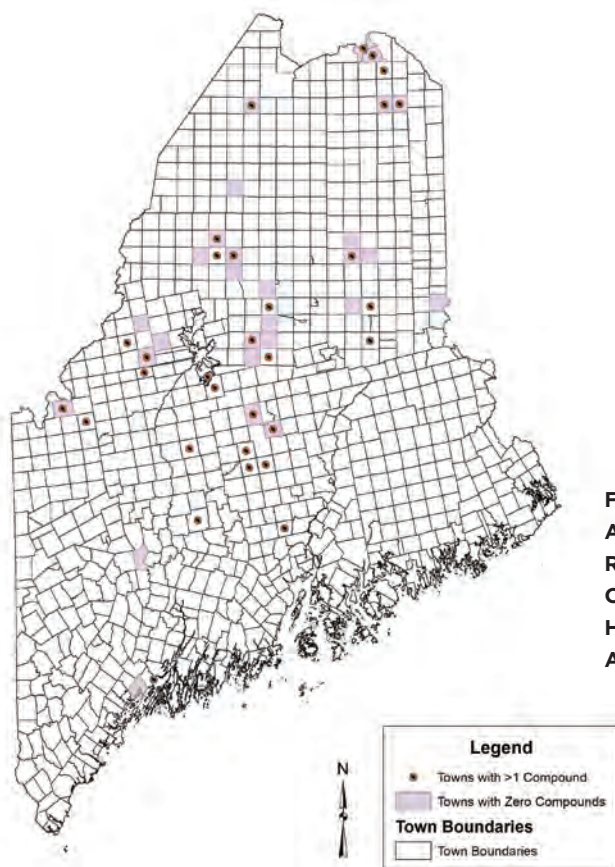 F
A
R
C
H
A
N
Legend
Towns with >1 Compound
Towns with Zero Compounds
Town Boundaries
Town Boundaries